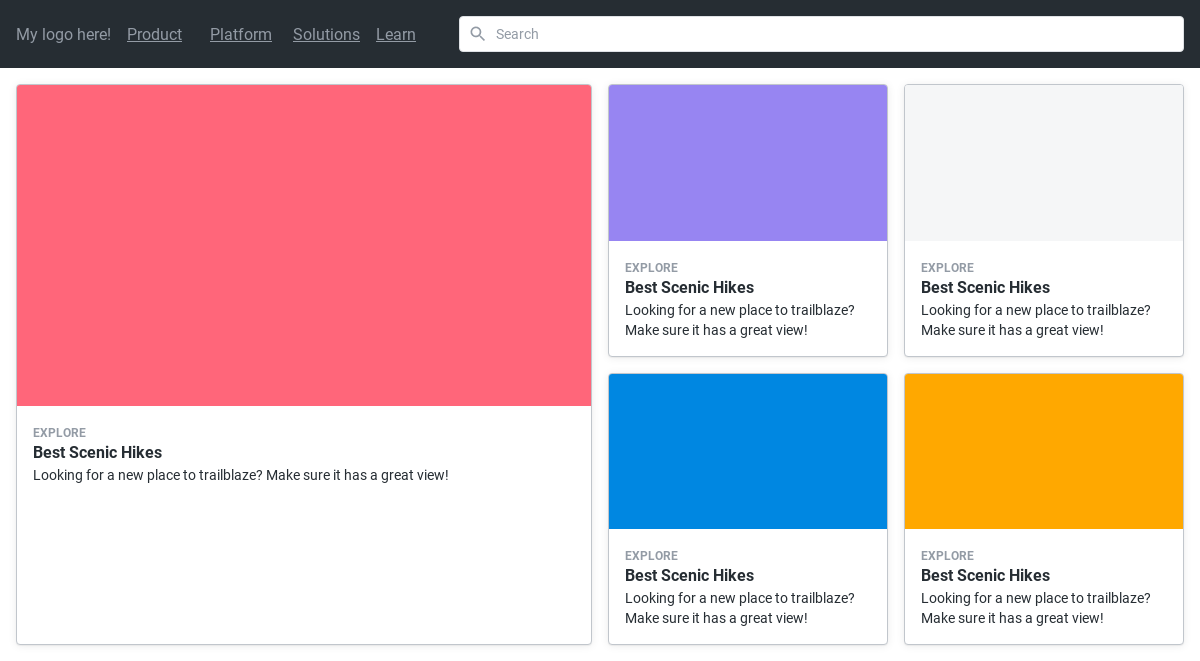 My logo here! Product Platform Solutions Learn Search
EXPLORE
Best Scenic Hikes
Looking for a new place to trailblaze? Make sure it has a great view!
EXPLORE
Best Scenic Hikes
Looking for a new place to trailblaze?
Make sure it has a great view!
EXPLORE
Best Scenic Hikes
Looking for a new place to trailblaze?
Make sure it has a great view!
EXPLORE
Best Scenic Hikes
Looking for a new place to trailblaze?
Make sure it has a great view!
EXPLORE
Best Scenic Hikes
Looking for a new place to trailblaze?
Make sure it has a great view!